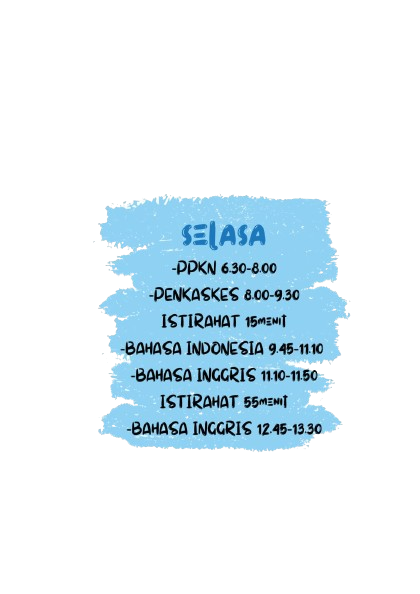 SELASA
-PPKN 6.30-8.00
-PENKASKES 8.00-9.30
ISTIRAHAT 15MENIT
-BAHASA INDONESIA 9.45-11.10
-BAHASA INGGRIS 11.10-11.50
ISTIRAHAT 55MENIT
-BAHASA INGGRIS 12.45-13.30